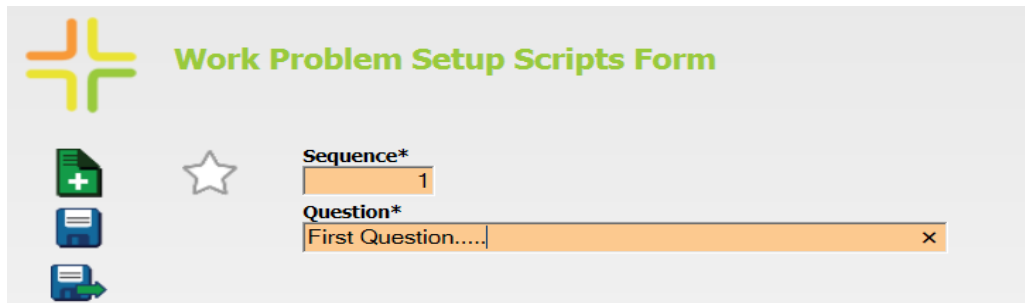 Work Problem Setup Scripts Form
Sequence*
1
Question*
First Question.....